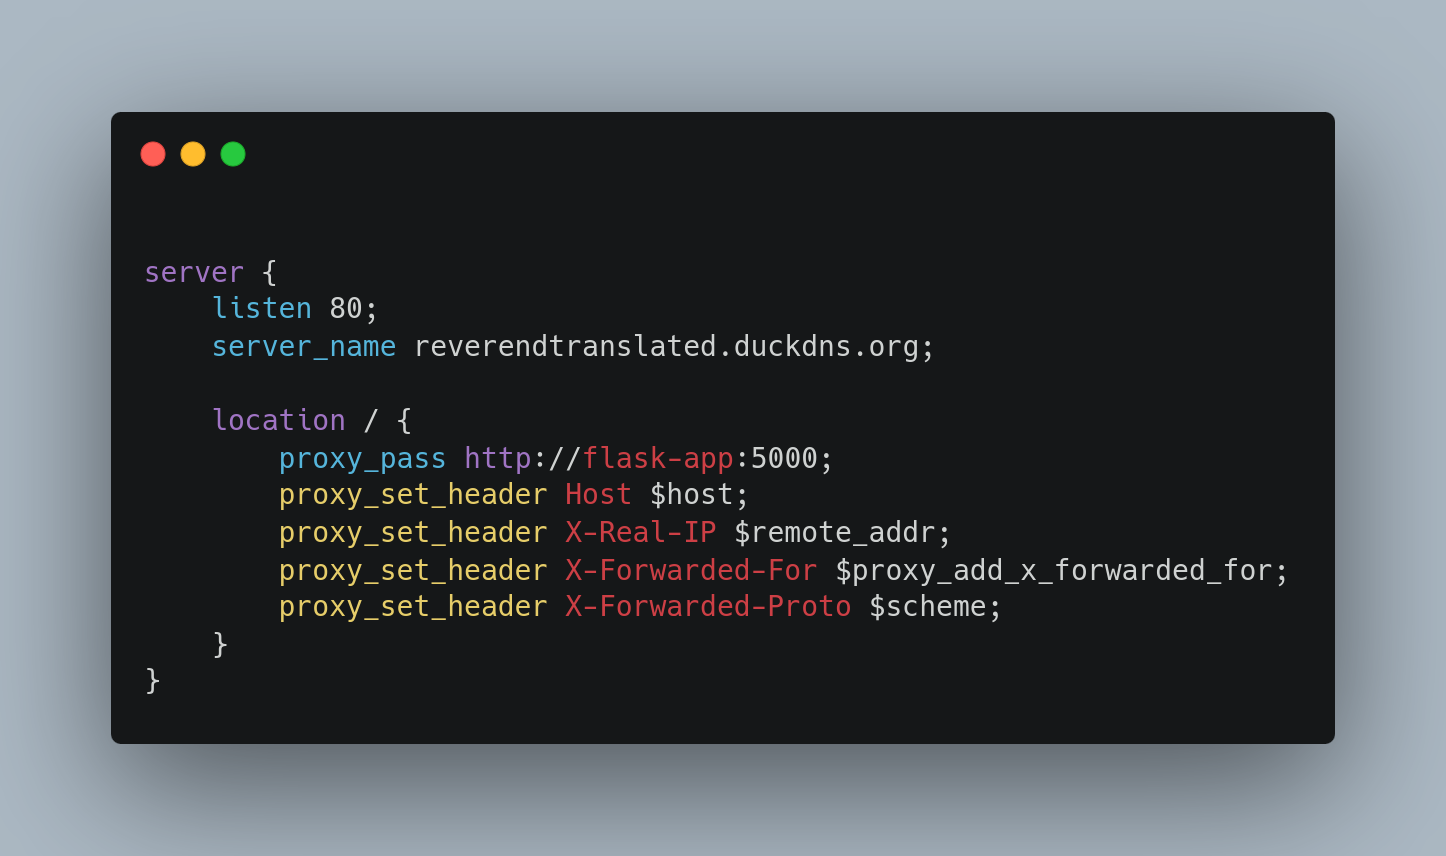 server {
    listen 80;
    server_name reverendtranslated.duckdns.org;

    location / {
        proxy_pass http://flask-app:5000;
        proxy_set_header Host $host;
        proxy_set_header X-Real-IP $remote_addr;
        proxy_set_header X-Forwarded-For $proxy_add_x_forwarded_for;
        proxy_set_header X-Forwarded-Proto $scheme;
    }
}